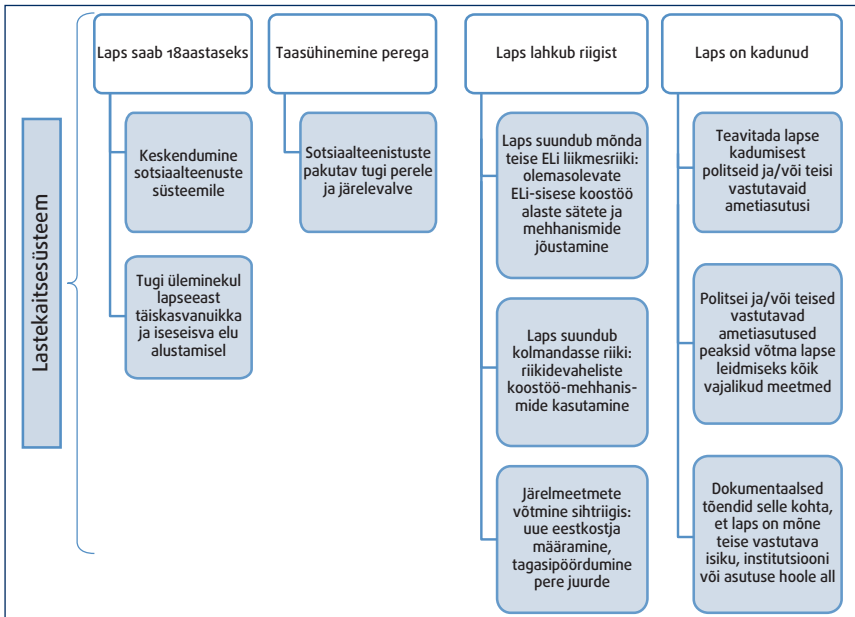 Lastekaitsesüsteem
Laps saab 18aastaseks
Keskendumine
sotsiaalteenuste
süsteemile
Tugi üleminekul
lapseeast
täiskasvanuikka
ja iseseisva elu
alustamisel
Taasühinemine perega
Sotsiaalteenistuste
pakutav tugi perele
ja järelevalve
Laps lahkub riigist
Laps suundub mõnda
teise ELi liikmesriiki:
olemasolevate
ELi-sisese koostöö
alaste sätete ja
mehhanismide
jõustamine
Laps suundub
kolmandasse riiki:
riikidevaheliste
koostöö-mehhanis-
mide kasutamine
Järelmeetmete
võtmine sihtriigis:
uue eestkostja
määramine,
tagasipöördumine
pere juurde
Laps on kadunud
Teavitada lapse
kadumisest
politseid ja/või teisi
vastutavaid
ametiasutusi
Politsei ja/või teised
vastutavad
ametiasutused
peaksid võtma lapse
leidmiseks kõik
vajalikud meetmed
Dokumentaalsed
tõendid selle kohta,
et laps on mõne
teise vastutava
isiku, institutsiooni
või asutuse hoole all